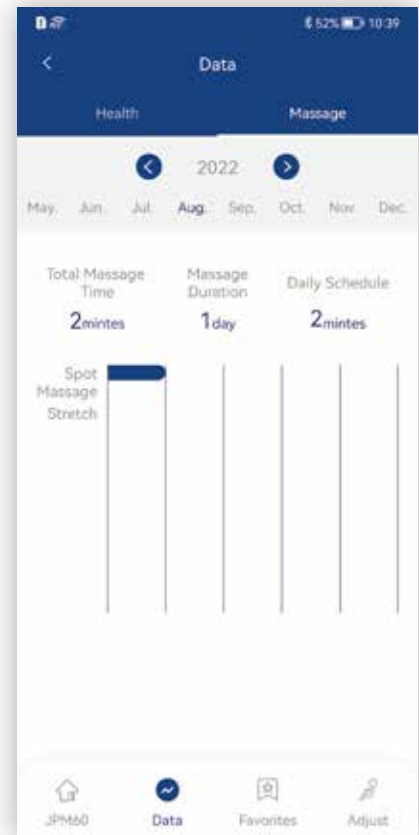 52% 10:39
Data
Health Massage
2022
May. Jun. Jul. Aug. Sep. Oct. Nov. Dec.
Total Massage Massage Daily Schedule
Time Duration
2mintes 1day 2mintes
Spot
Massage
Stretch
JPM60 Data Favorites Adjust